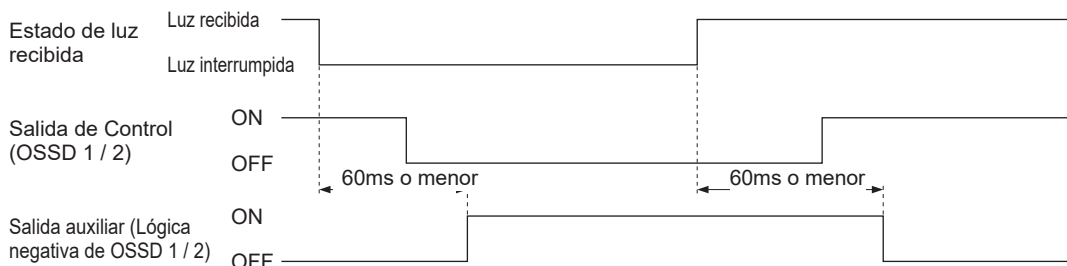 Estado de luz
recibida
Luz recibida
Luz interrumpida
Salida de Control
(OSSD 1 / 2)
ON
OFF
60ms o menor
60ms o menor
Salida auxiliar (Lógica
negativa de OSSD 1 / 2)
ON
OFF